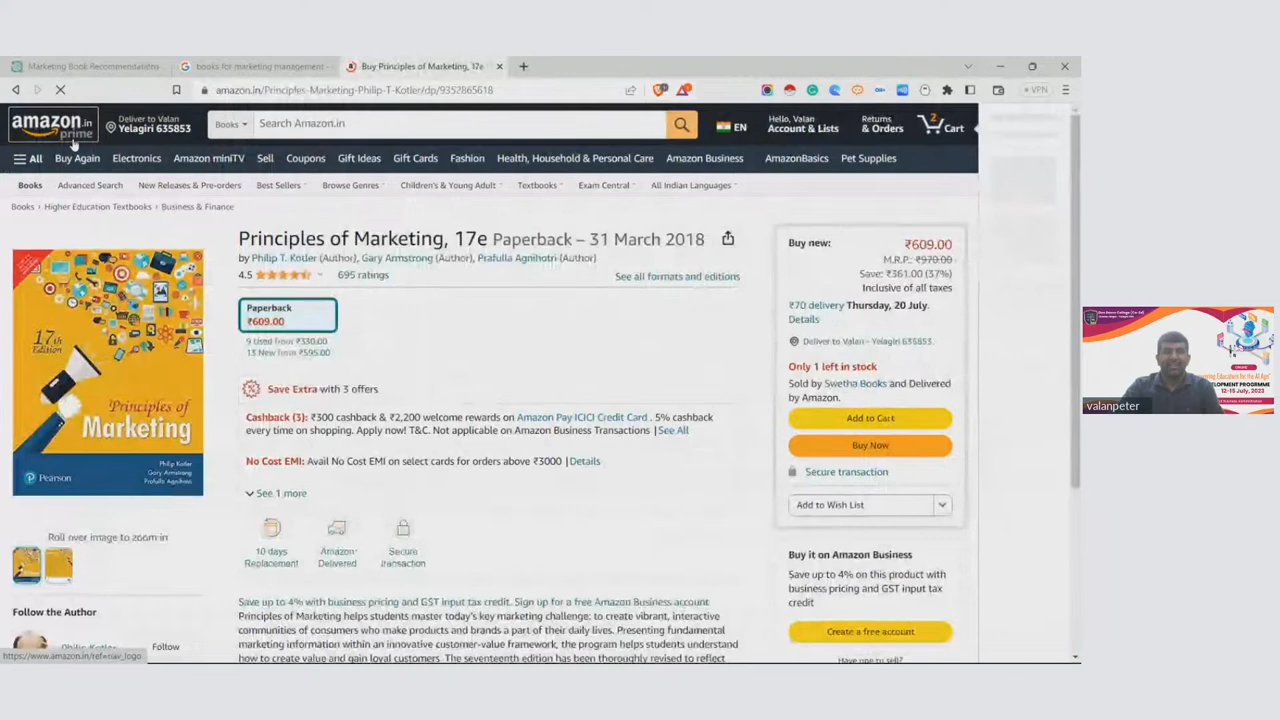 Marketing Book Recommendations
books for marketing management -
Buy Principles of Marketing, 17e
amazon.in/Principles-Marketing-Philip-T-Kotler/dp/9352865618
VPN
amazon.in
prime
Deliver to Valan
Yelagiri 635853
Books
Search Amazon.in
EN
Hello, Valan
Account & Lists
Returns
& Orders
2
Cart
All
Buy Again
Electronics
Amazon miniTV
Sell
Coupons
Gift Ideas
Gift Cards
Fashion
Health, Household & Personal Care
Amazon Business
AmazonBasics
Pet Supplies
Books
Advanced Search
New Releases & Pre-orders
Best Sellers
Browse Genres
Children's & Young Adult
Textbooks
Exam Central
All Indian Languages
Books › Higher Education Textbooks › Business & Finance
17th
Edition
Principles of
Marketing
Pearson
Philip Kotler
Gary Armstrong
Prafulla Agnihotri
Roll over image to zoom in
Follow the Author
Follow
https://www.amazon.in/ref=nav_logo
Principles of Marketing, 17e Paperback – 31 March 2018
by Philip T. Kotler (Author), Gary Armstrong (Author), Prafulla Agnihotri (Author)
4.5
695 ratings
See all formats and editions
Paperback
₹609.00
9 Used from ₹330.00
13 New from ₹595.00
Save Extra with 3 offers
Cashback (3): ₹300 cashback & ₹2,200 welcome rewards on Amazon Pay ICICI Credit Card . 5% cashback
every time on shopping. Apply now! T&C. Not applicable on Amazon Business Transactions | See All
No Cost EMI: Avail No Cost EMI on select cards for orders above ₹3000 | Details
See 1 more
10 days
Replacement
Amazon
Delivered
Secure
transaction
Save up to 4% with business pricing and GST input tax credit. Sign up for a free Amazon Business account
Principles of Marketing helps students master today's key marketing challenge: to create vibrant, interactive
communities of consumers who make products and brands a part of their daily lives. Presenting fundamental
marketing information within an innovative customer-value framework, the program helps students understand
how to create value and gain loyal customers. The seventeenth edition has been thoroughly revised to reflect
Buy new:
₹609.00
M.R.P.: ₹970.00
Save: ₹361.00 (37%)
Inclusive of all taxes
₹70 delivery Thursday, 20 July.
Details
Deliver to Valan - Yelagiri 635853
Only 1 left in stock
Sold by Swetha Books and Delivered
by Amazon.
Add to Cart
Buy Now
Secure transaction
Add to Wish List
Buy it on Amazon Business
Save up to 4% on this product with
business pricing and GST input tax
credit
Create a free account
Have one to sell?
12-15 July, 2023
valanpeter